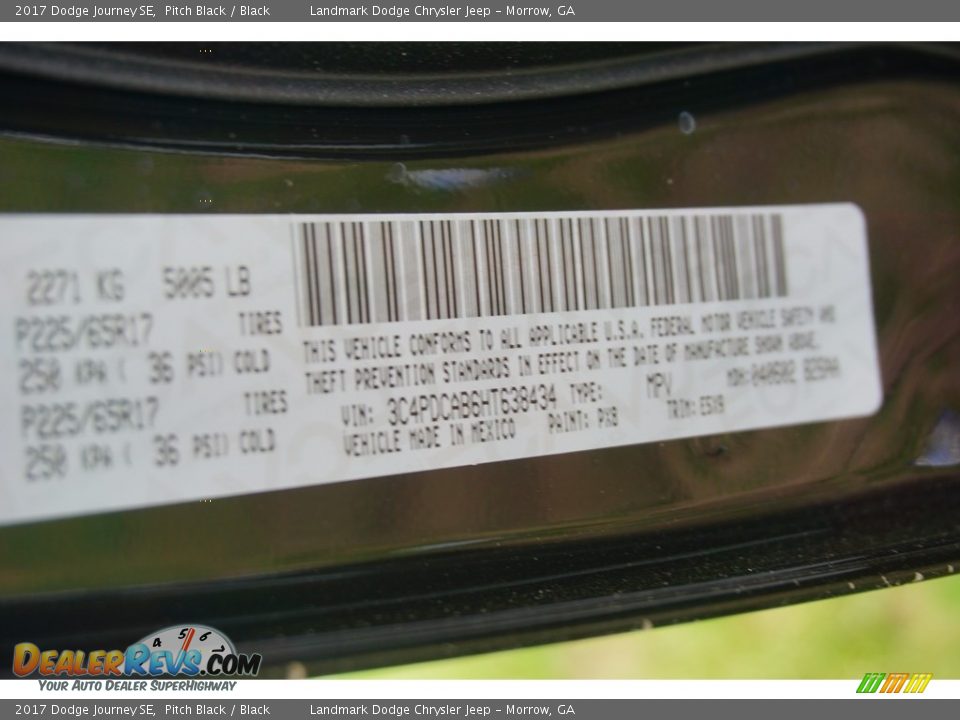 2017 Dodge Journey SE, Pitch Black / Black Landmark Dodge Chrysler Jeep - Morrow, GA
2271 KG 5005 LB
P225/65R17 TIRES
250 KPA ( 36 PSI) COLD
P225/65R17 TIRES
250 KPA ( 36 PSI) COLD
THIS VEHICLE CONFORMS TO ALL APPLICABLE U.S.A. FEDERAL MOTOR VEHICLE SAFETY AND
THEFT PREVENTION STANDARDS IN EFFECT ON THE DATE OF MANUFACTURE SHOWN ABOVE.
VIN: 3C4PDCAB6HT638434 TYPE: MPV MDH:
VEHICLE MADE IN MEXICO PAINT: PX8 TRIM:
DEALERREVS.COM
YOUR AUTO DEALER SUPERHIGHWAY
2017 Dodge Journey SE, Pitch Black / Black Landmark Dodge Chrysler Jeep - Morrow, GA